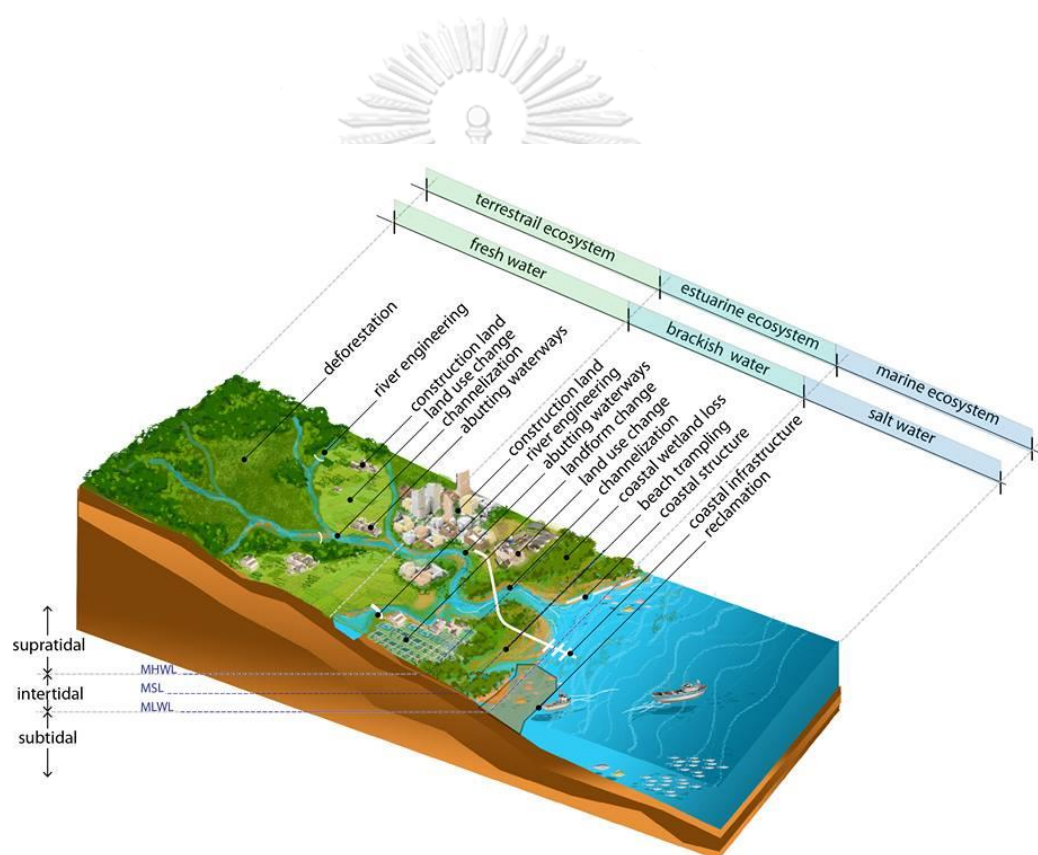 terrestrail ecosystem
estuarine ecosystem
marine ecosystem
fresh water
brackish water
salt water
deforestation
river engineering
construction land
land use change
channelization
abutting waterways
construction land
river engineering
abutting waterways
landform change
land use change
channelization
coastal wetland loss
beach trampling
coastal structure
coastal infrastructure
reclamation
supratidal
MHWL
intertidal
MSL
MLWL
subtidal